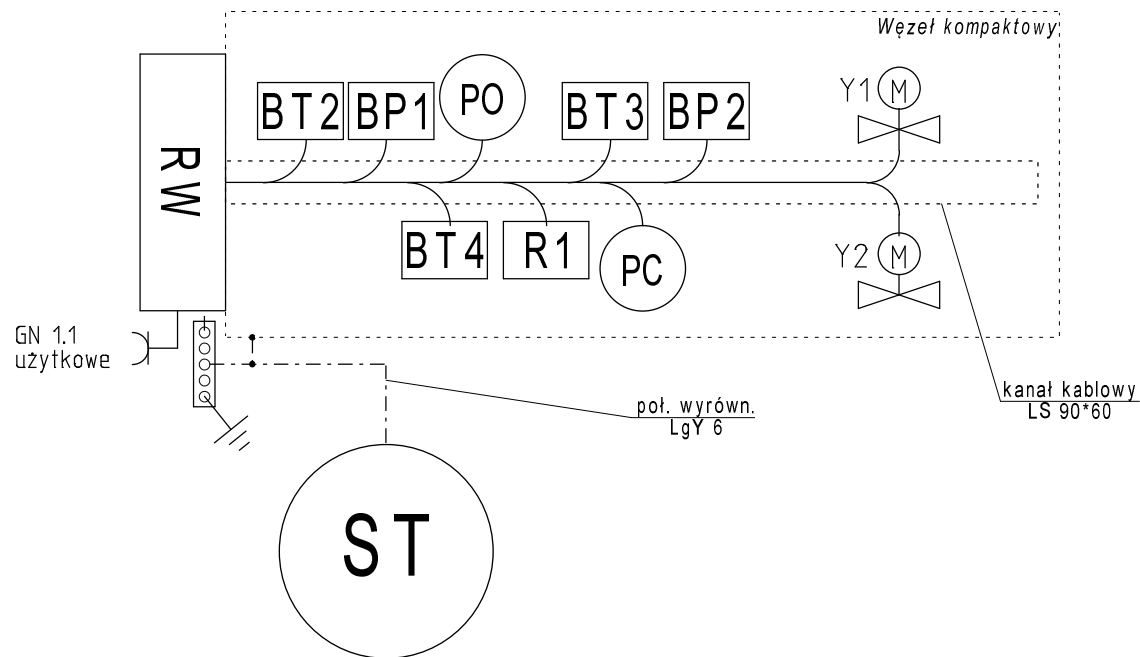 Węzeł kompaktowy
RW
BT2
BP1
PO
BT3
BP2
Y1
M
BT4
R1
PC
Y2
M
GN 1.1
użytkowe
poł. wyrówn.
LgY 6
kanał kablowy
LS 90*60
ST